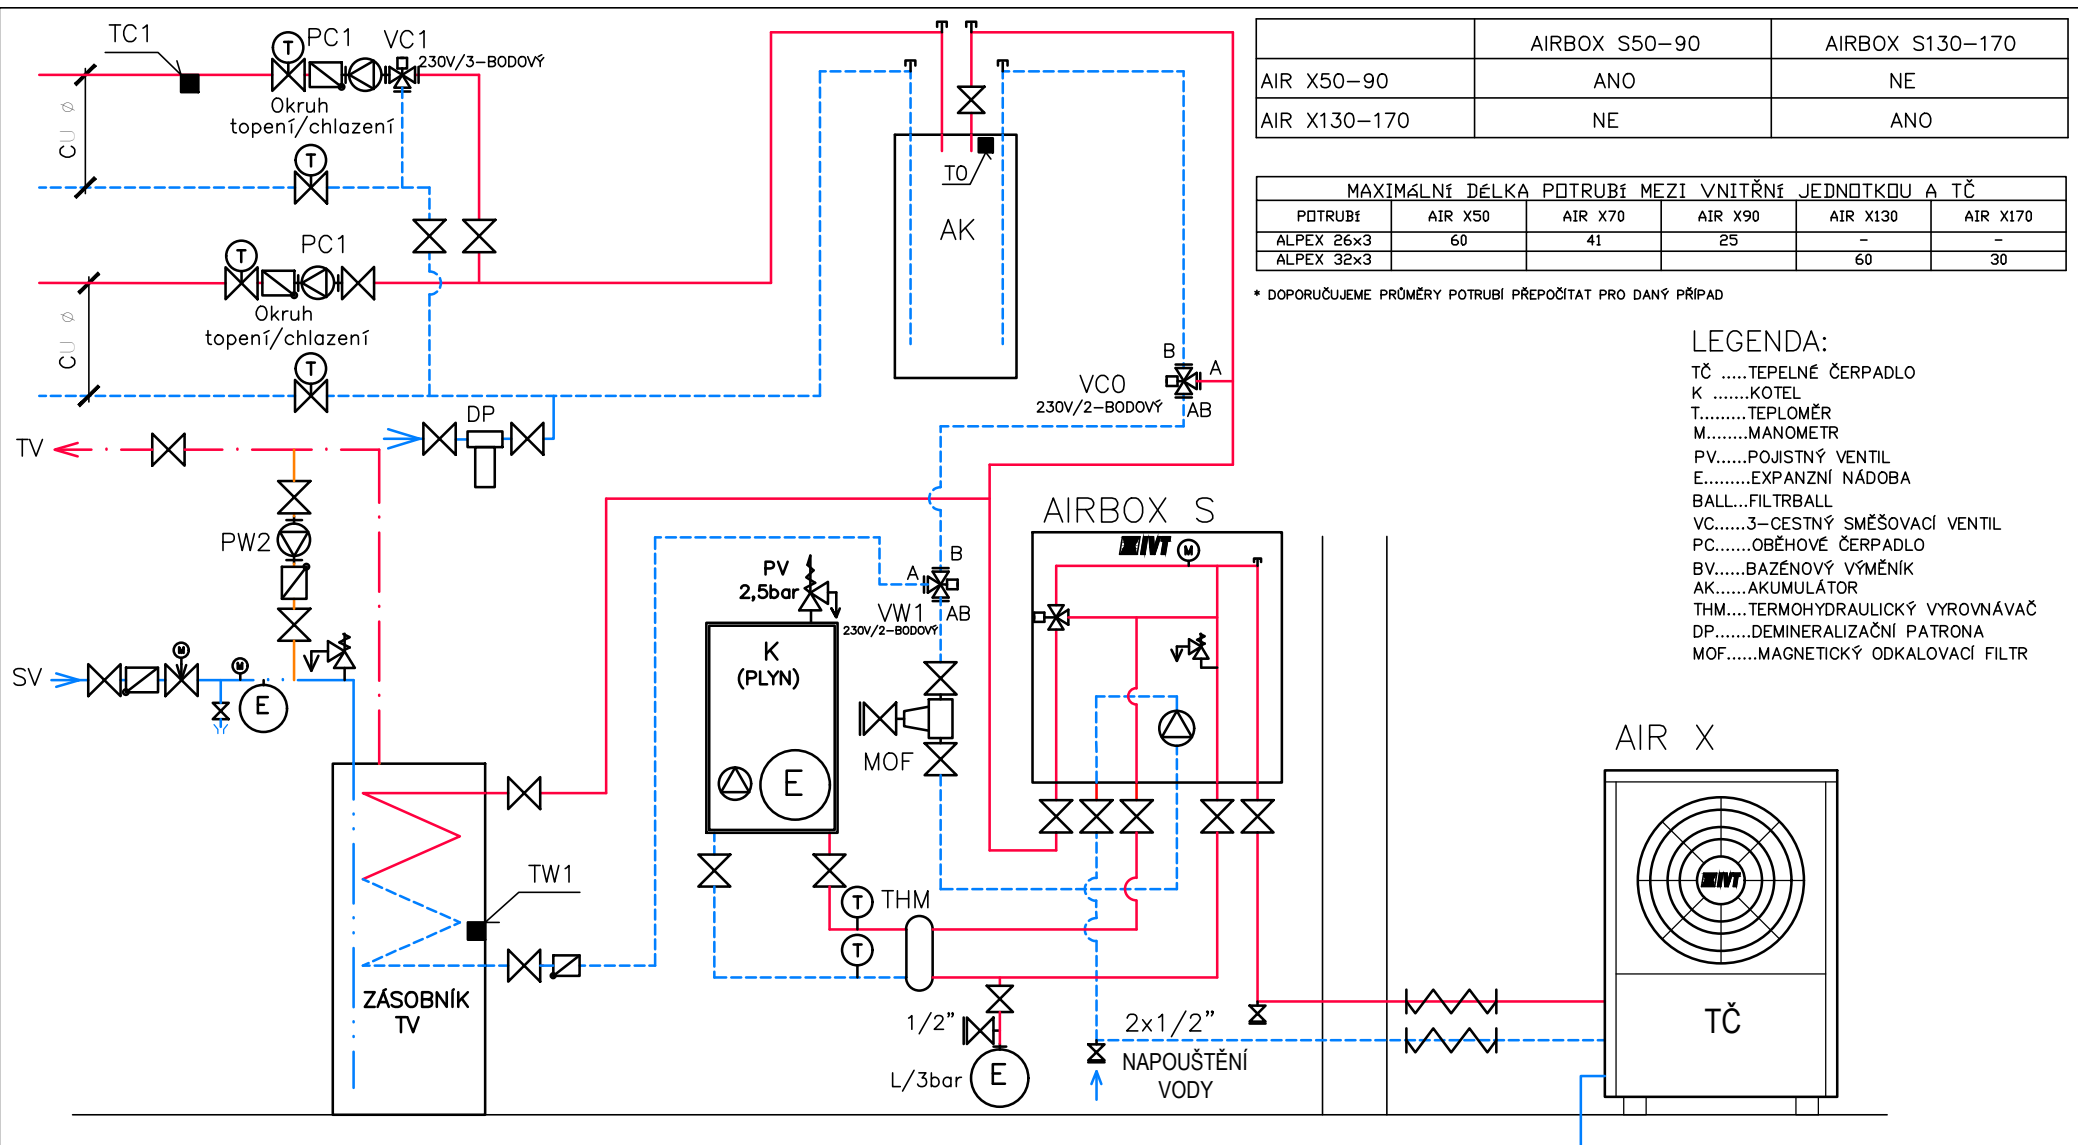 TC1
PC1
VC1
230V/3-BODOVÝ
Okruh
topení/chlazení
CU ø
T
T
PC1
T
Okruh
topení/chlazení
CU ø
T
DP
TV
PW2
SV
M
M
E
TO
AK
AIRBOX S50-90
AIRBOX S130-170
AIR X50-90
ANO
NE
AIR X130-170
NE
ANO
MAXIMáLNí DéLKA POTRUBí MEZI VNITŘNí JEDNOTKOU A TČ
POTRUBí
AIR X50
AIR X70
AIR X90
AIR X130
AIR X170
ALPEX 26x3
60
41
25
-
-
ALPEX 32x3
60
30
* DOPORUČUJEME PRŮMĚRY POTRUBÍ PŘEPOČÍTAT PRO DANÝ PŘÍPAD
B
A
VC0
230V/2-BODOVÝ
AB
LEGENDA:
TČ .....TEPELNÉ ČERPADLO
K .......KOTEL
T.........TEPLOMĚR
M........MANOMETR
PV......POJISTNÝ VENTIL
E.........EXPANZNÍ NÁDOBA
BALL...FILTRBALL
VC......3-CESTNÝ SMĚŠOVACÍ VENTIL
PC.......OBĚHOVÉ ČERPADLO
BV......BAZÉNOVÝ VÝMĚNÍK
AK......AKUMULÁTOR
THM....TERMOHYDRAULICKÝ VYROVNÁVAČ
DP.......DEMINERALIZAČNÍ PATRONA
MOF......MAGNETICKÝ ODKALOVACÍ FILTR
AIRBOX S
IVT
M
B
A
VW1
AB
230V/2-BODOVÝ
PV
2,5bar
K
(PLYN)
E
MOF
TW1
ZÁSOBNÍK
TV
T
THM
T
1/2"
L/3bar
E
2x1/2"
NAPOUŠTĚNÍ
VODY
AIR X
IVT
TČ